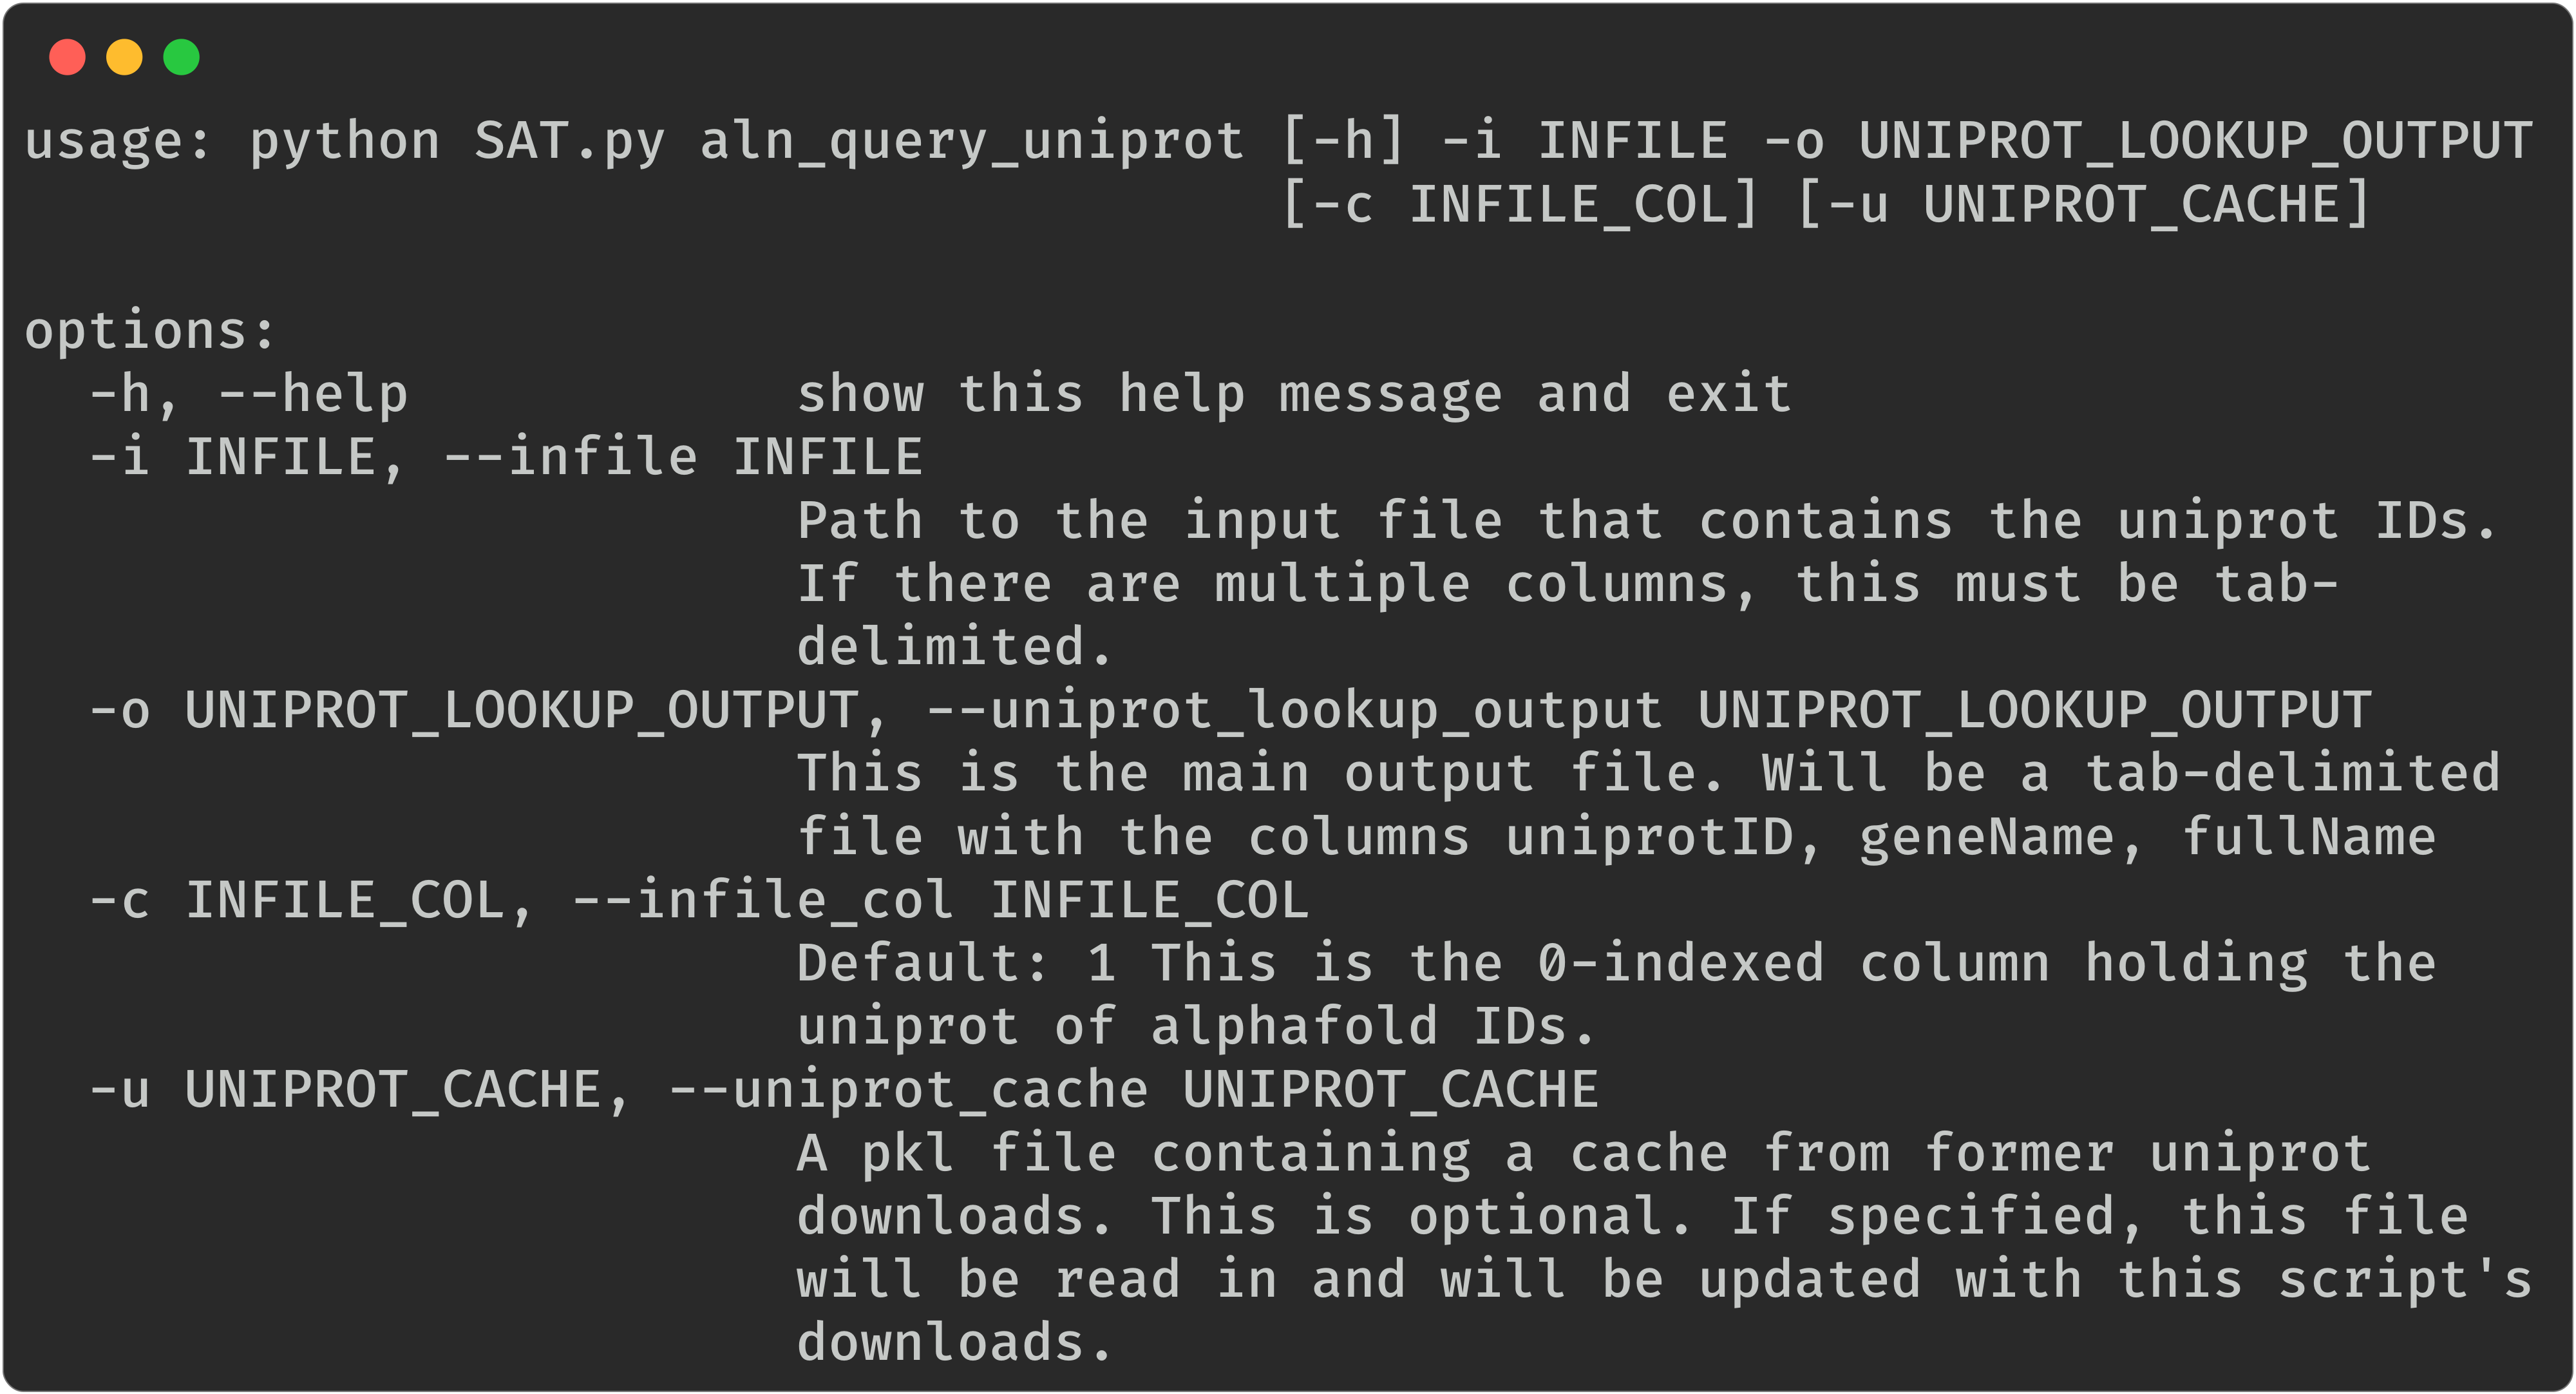 usage: python SAT.py aln_query_uniprot [-h] -i INFILE -o UNIPROT_LOOKUP_OUTPUT
[-c INFILE_COL] [-u UNIPROT_CACHE]
options:
-h, --help show this help message and exit
-i INFILE, --infile INFILE
Path to the input file that contains the uniprot IDs.
If there are multiple columns, this must be tab-
delimited.
-o UNIPROT_LOOKUP_OUTPUT, --uniprot_lookup_output UNIPROT_LOOKUP_OUTPUT
This is the main output file. Will be a tab-delimited
file with the columns uniprotID, geneName, fullName
-c INFILE_COL, --infile_col INFILE_COL
Default: 1 This is the 0-indexed column holding the
uniprot of alphafold IDs.
-u UNIPROT_CACHE, --uniprot_cache UNIPROT_CACHE
A pkl file containing a cache from former uniprot
downloads. This is optional. If specified, this file
will be read in and will be updated with this script's
downloads.